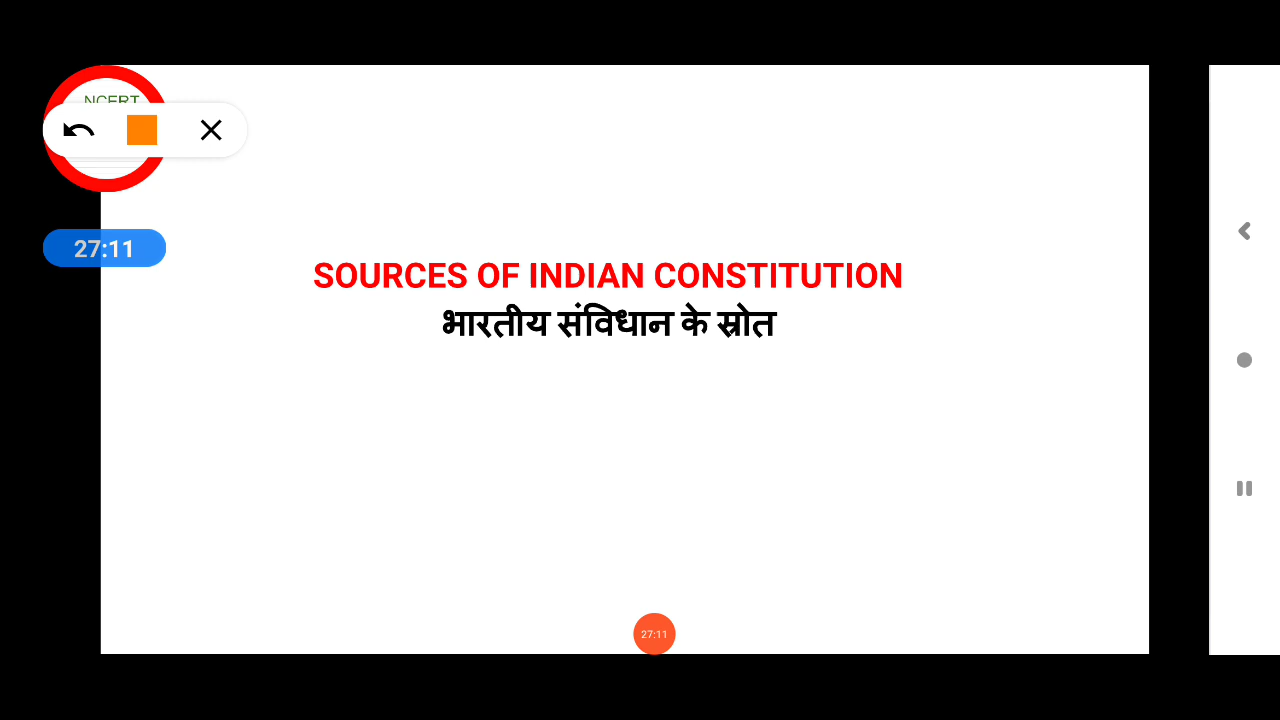 NCERT
27:11
SOURCES OF INDIAN CONSTITUTION
भारतीय संविधान के स्रोत
27:11